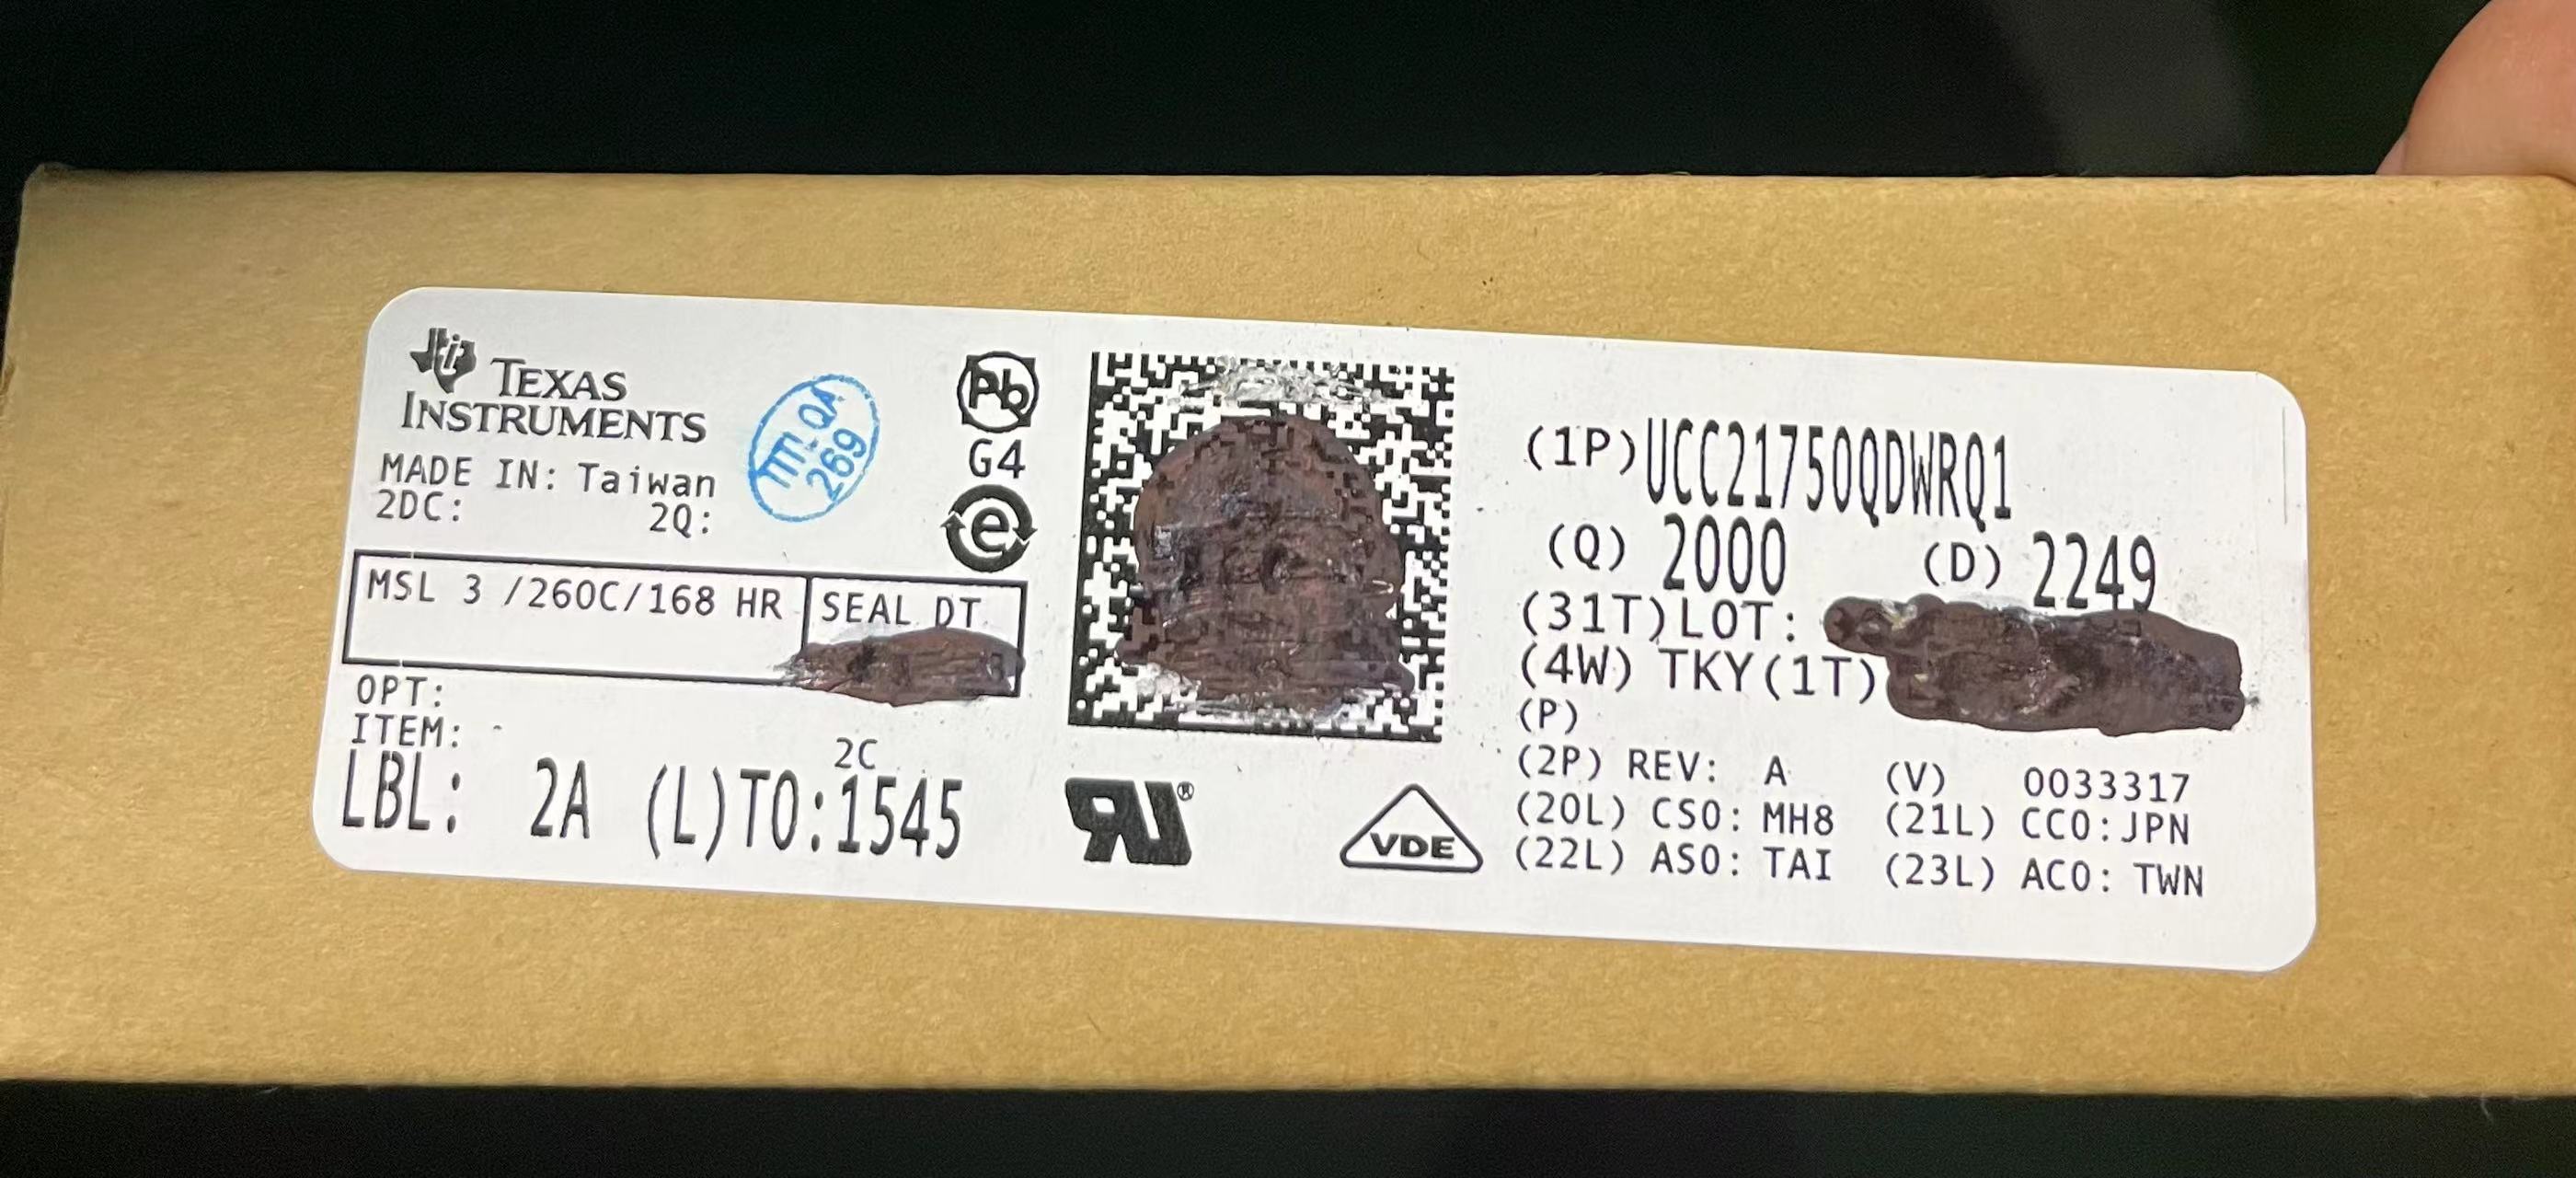 TEXAS
INSTRUMENTS
MADE IN: Taiwan
2DC: 2Q:
TITL QA
269
Pb
G4
e
MSL 3 /260C/168 HR SEAL DT
OPT:
ITEM:
2C
LBL: 2A (L)TO:1545
VDE
(1P)UCC21750QDWRQ1
(Q) 2000 (D) 2249
(31T)LOT:
(4W) TKY(1T)
(P)
(2P) REV: A (V) 0033317
(20L) CSO: MH8 (21L) CCO:JPN
(22L) ASO: TAI (23L) ACO: TWN